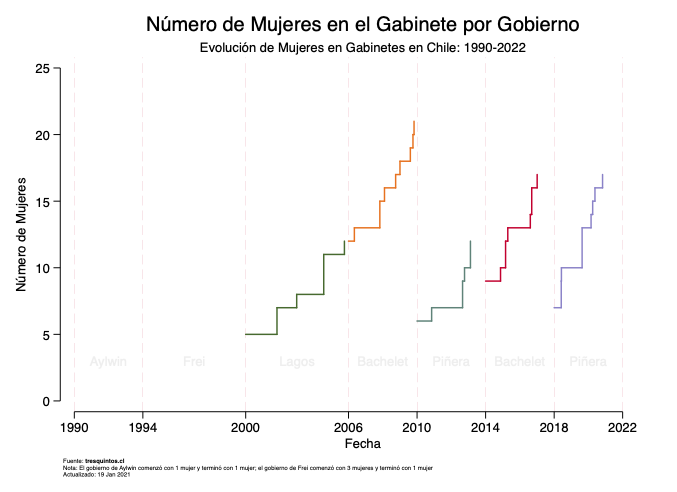 Número de Mujeres en el Gabinete por Gobierno
Evolución de Mujeres en Gabinetes en Chile: 1990-2022
25
20
15
10
5
0
Número de Mujeres
Aylwin Frei Lagos Bachelet Piñera Bachelet Piñera
1990 1994 2000 2006 2010 2014 2018 2022
Fecha
Fuente: tresquintos.cl
Nota: El gobierno de Aylwin comenzó con 1 mujer y terminó con 1 mujer; el gobierno de Frei comenzó con 3 mujeres y terminó con 1 mujer
Actualizado: 19 Jan 2021